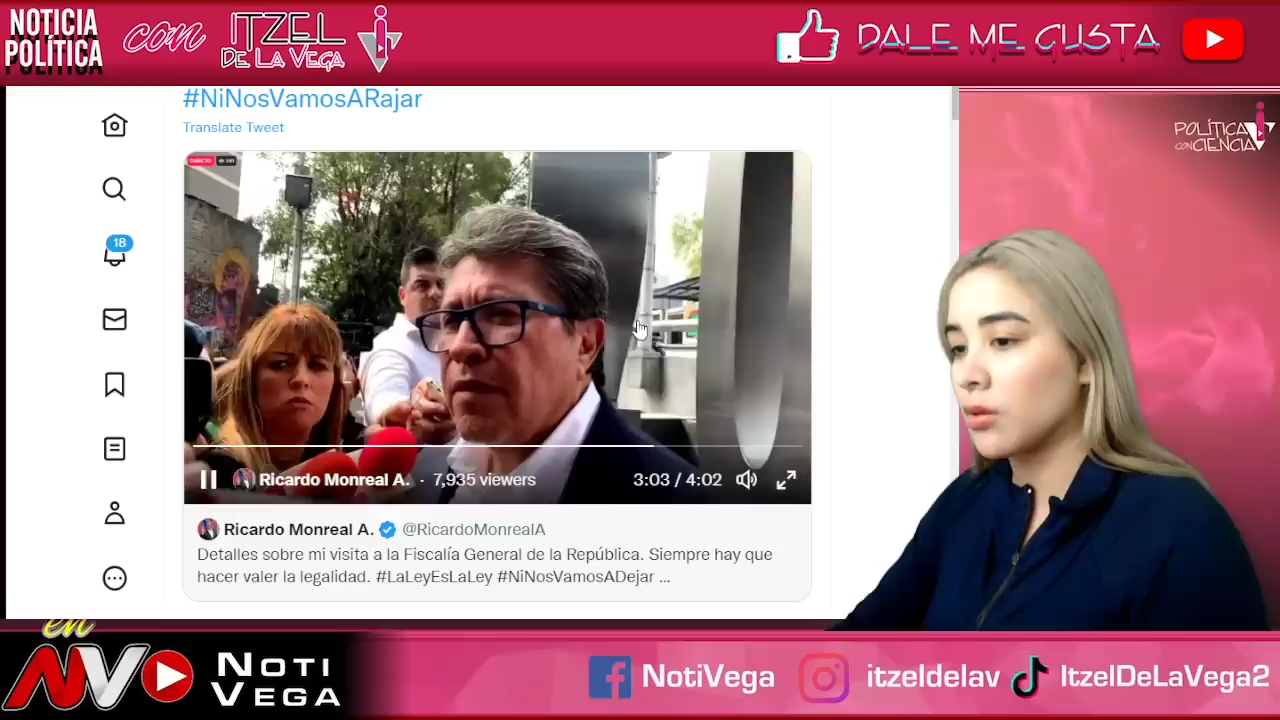 NOTICIA
POLÍTICA
con
ITZEL
DE LA VEGA
DALE ME GUSTA
#NiNosVamosARajar
Translate Tweet
DIRECTO
POLÍTICA
CON CIENCIA
18
Ricardo Monreal A. · 7,935 viewers
3:03 / 4:02
Ricardo Monreal A. @RicardoMonrealA
Detalles sobre mi visita a la Fiscalía General de la República. Siempre hay que
hacer valer la legalidad. #LaLeyEsLaLey #NiNosVamosADejar ...
en
NV
NOTI
VEGA
NotiVega
itzeldelav
ItzelDeLaVega2